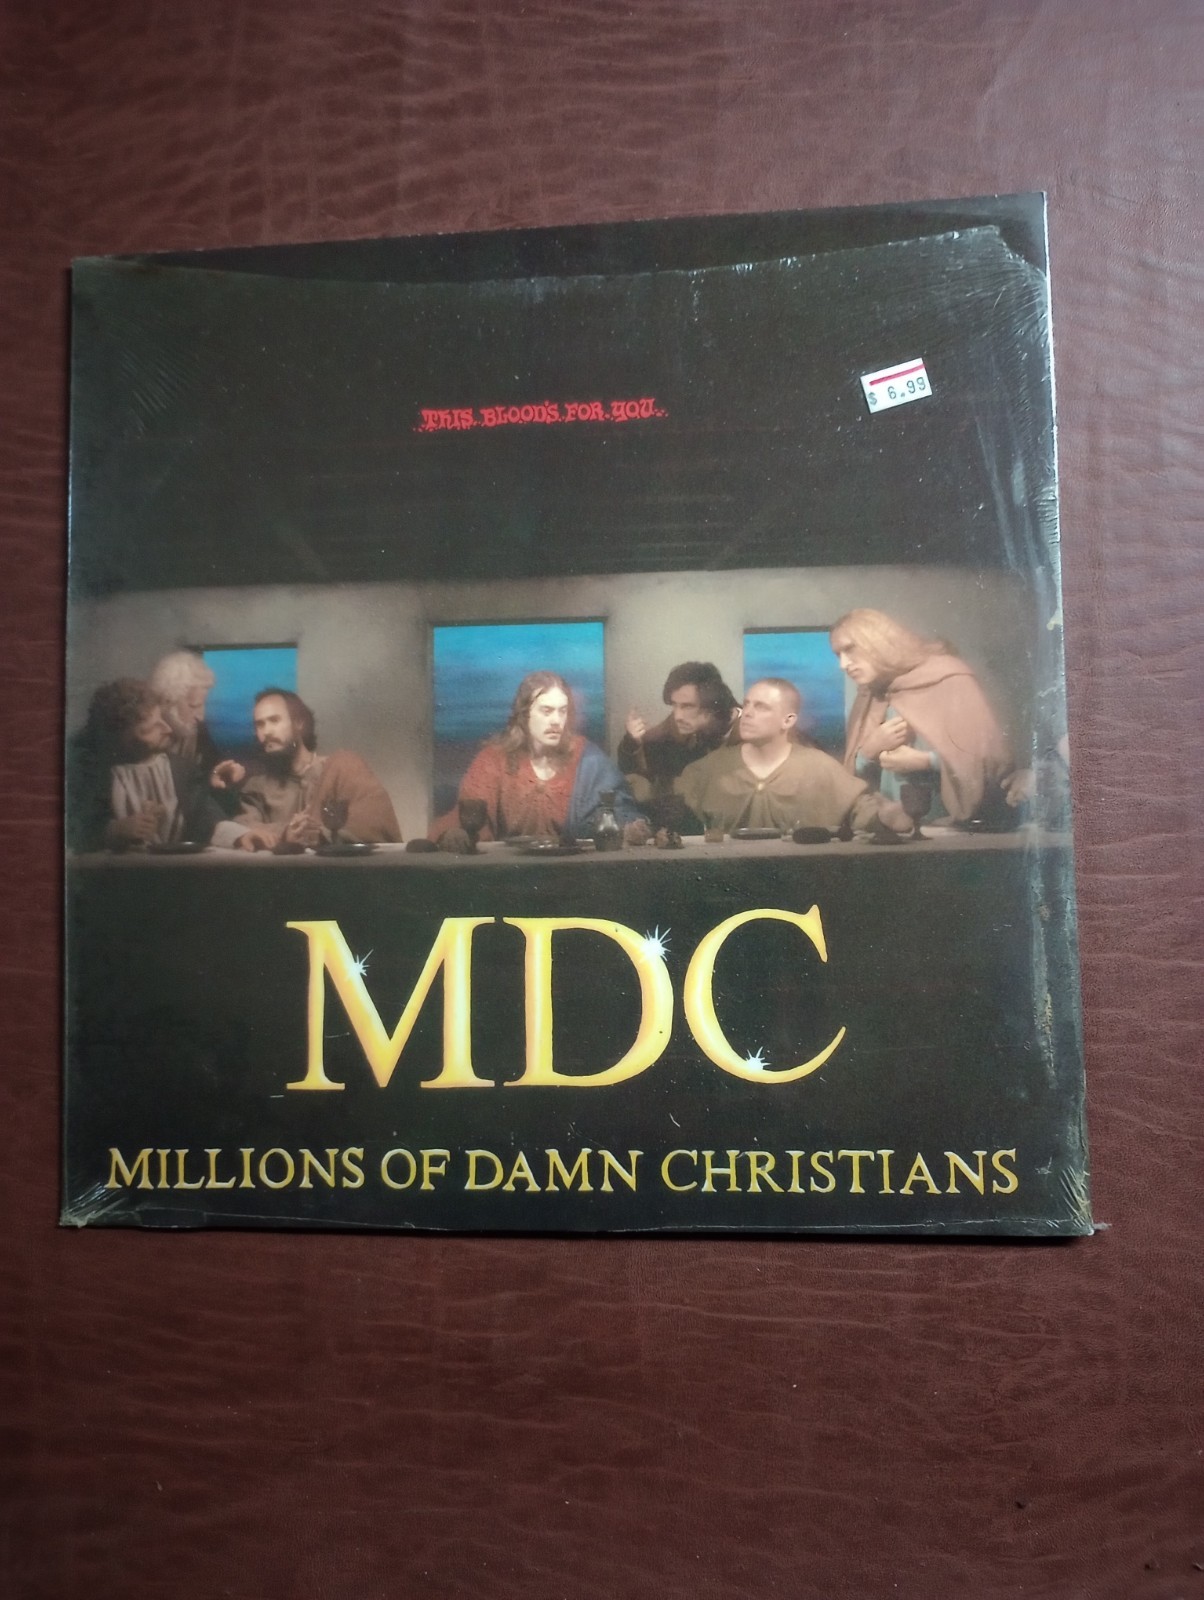 THIS BLOOD'S FOR YOU
$ 6.99
MDC
MILLIONS OF DAMN CHRISTIANS